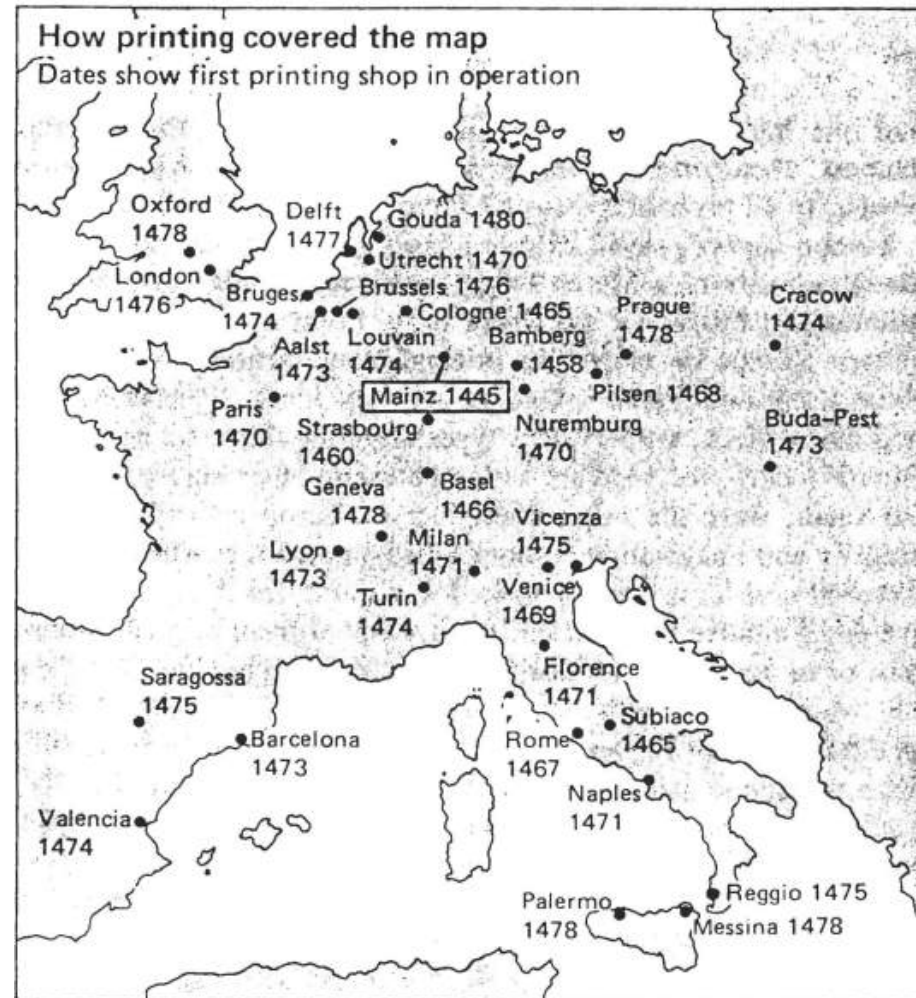 How printing covered the map
Dates show first printing shop in operation
Oxford
1478
London
1476
Delft
1477
Gouda 1480
Utrecht 1470
Bruges
1474
Brussels 1476
Cologne 1465
Aalst
1473
Louvain
1474
Bamberg
1458
Prague
1478
Cracow
1474
Mainz 1445
Pilsen 1468
Paris
1470
Strasbourg
1460
Nuremburg
1470
Buda-Pest
1473
Basel
1466
Geneva
1478
Lyon
1473
Milan
1471
Vicenza
1475
Turin
1474
Venice
1469
Florence
1471
Saragossa
1475
Barcelona
1473
Rome
1467
Subiaco
1465
Naples
1471
Valencia
1474
Palermo
1478
Reggio 1475
Messina 1478